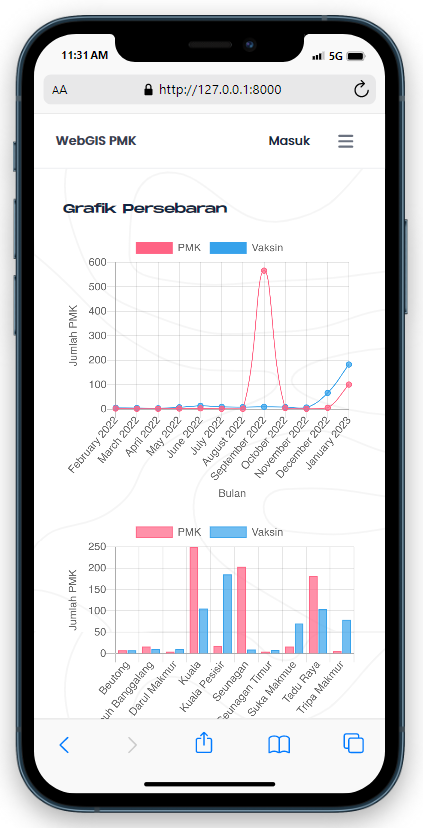 11:31 AM
5G
AA
http://127.0.0.1:8000
WebGIS PMK
Masuk
Grafik Persebaran
PMK
Vaksin
600
500
400
300
200
100
0
Jumlah PMK
February 2022
March 2022
April 2022
May 2022
June 2022
July 2022
August 2022
September 2022
October 2022
November 2022
December 2022
January 2023
Bulan
PMK
Vaksin
250
200
150
100
50
0
Jumlah PMK
Beutong
uh Banggalang
Darul Makmur
Kuala
Kuala Pesisir
Seunagan
eunagan Timur
Suka Makmue
Tadu Raya
Tripa Makmur